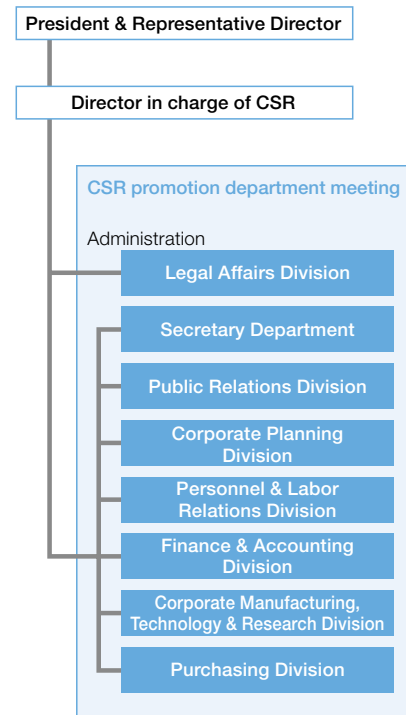 President & Representative Director
Director in charge of CSR
CSR promotion department meeting
Administration
Legal Affairs Division
Secretary Department
Public Relations Division
Corporate Planning
Division
Personnel & Labor
Relations Division
Finance & Accounting
Division
Corporate Manufacturing,
Technology & Research Division
Purchasing Division